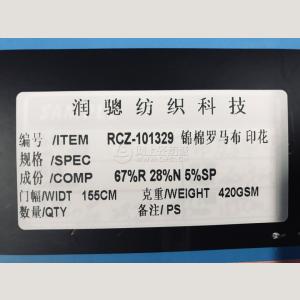 润骢纺织科技
编号/ITEM RCZ-101329 锦棉罗马布 印花
规格/SPEC
成份/COMP 67%R 28%N 5%SP
门幅/WIDT 155CM 克重/WEIGHT 420GSM
数量/QTY 备注/PS